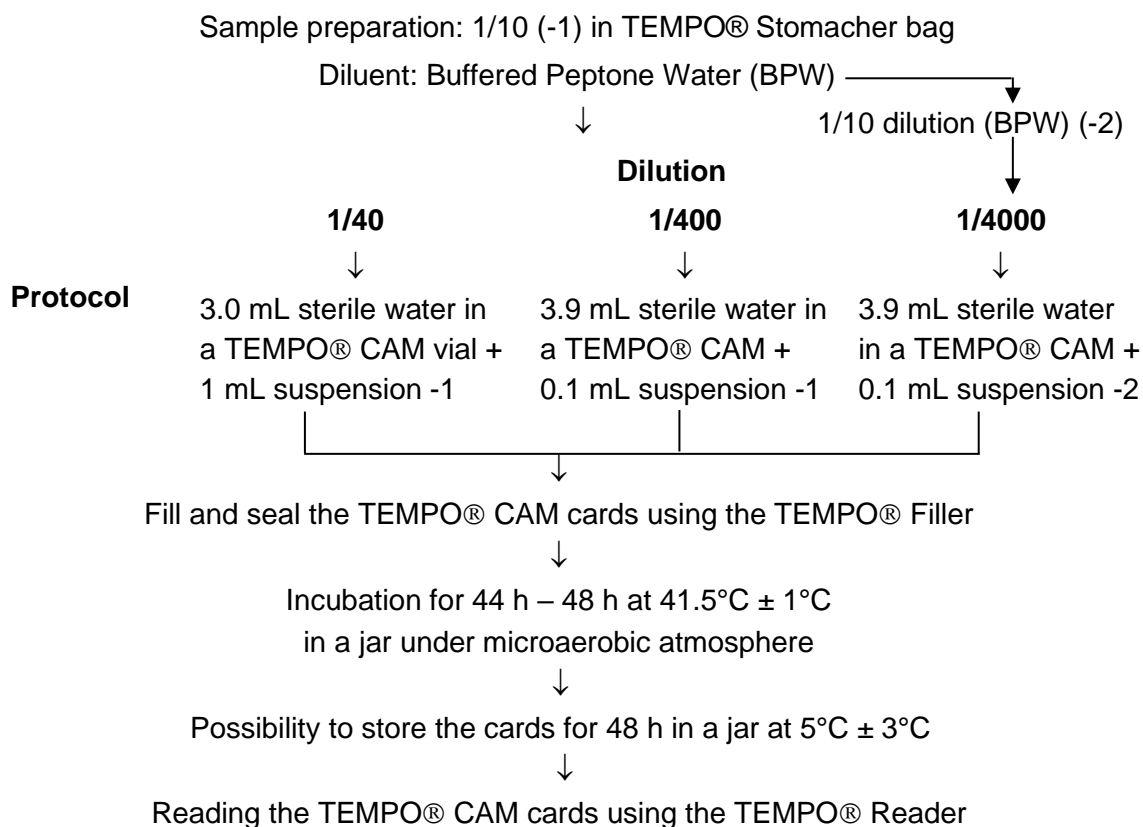 Sample preparation: 1/10 (-1) in TEMPO® Stomacher bag
Diluent: Buffered Peptone Water (BPW)
↓
1/10 dilution (BPW) (-2)
Dilution
1/40
1/400
1/4000
↓ ↓ ↓
Protocol
3.0 mL sterile water in
a TEMPO® CAM vial +
1 mL suspension -1
3.9 mL sterile water in
a TEMPO® CAM +
0.1 mL suspension -1
3.9 mL sterile water
in a TEMPO® CAM +
0.1 mL suspension -2
↓
Fill and seal the TEMPO® CAM cards using the TEMPO® Filler
↓
Incubation for 44 h – 48 h at 41.5°C ± 1°C
in a jar under microaerobic atmosphere
↓
Possibility to store the cards for 48 h in a jar at 5°C ± 3°C
↓
Reading the TEMPO® CAM cards using the TEMPO® Reader